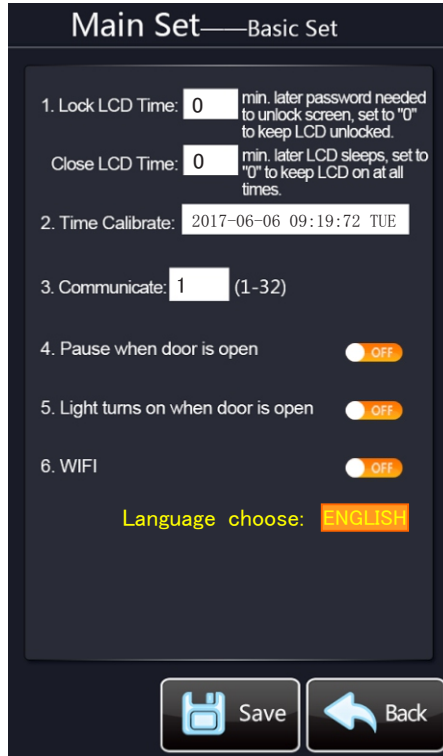 Main Set——Basic Set
1. Lock LCD Time: 0 min. later password needed
to unlock screen, set to "0"
to keep LCD unlocked.
Close LCD Time: 0 min. later LCD sleeps, set to
"0" to keep LCD on at all
times.
2. Time Calibrate: 2017-06-06 09:19:72 TUE
3. Communicate: 1 (1-32)
4. Pause when door is open OFF
5. Light turns on when door is open OFF
6. WIFI OFF
Language choose: ENGLISH
Save Back